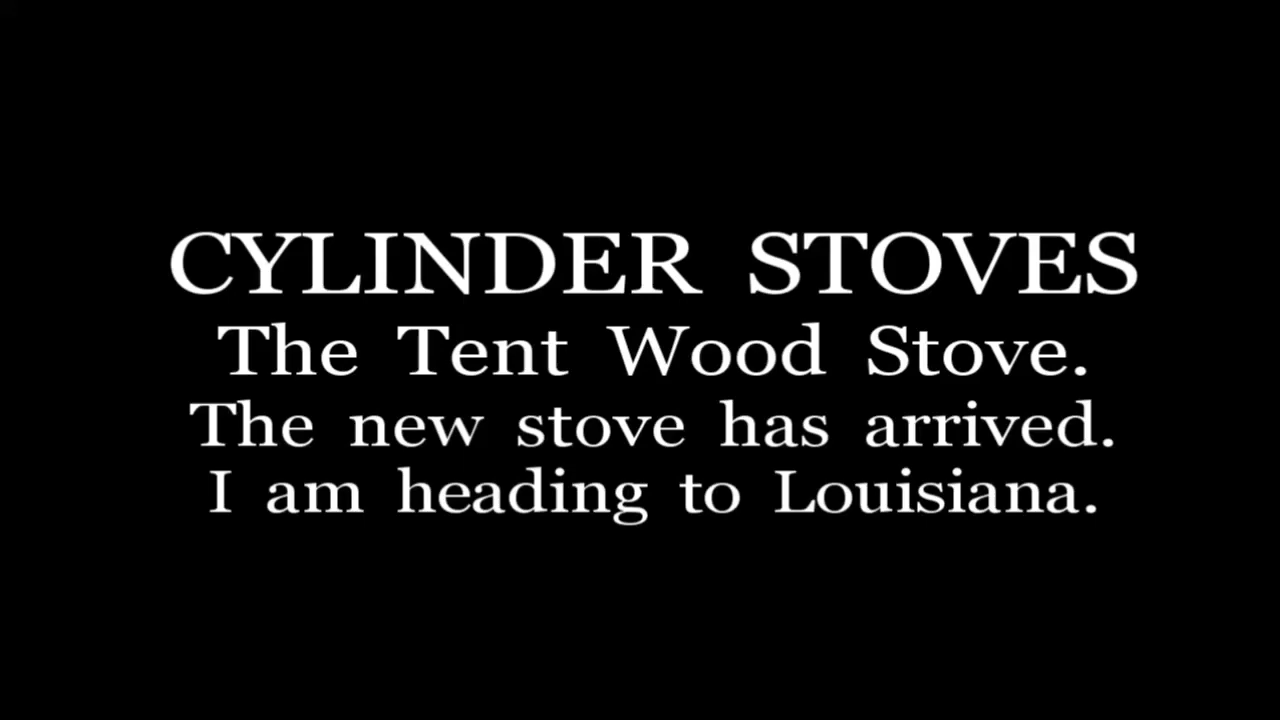 CYLINDER STOVES
The Tent Wood Stove.
The new stove has arrived.
I am heading to Louisiana.